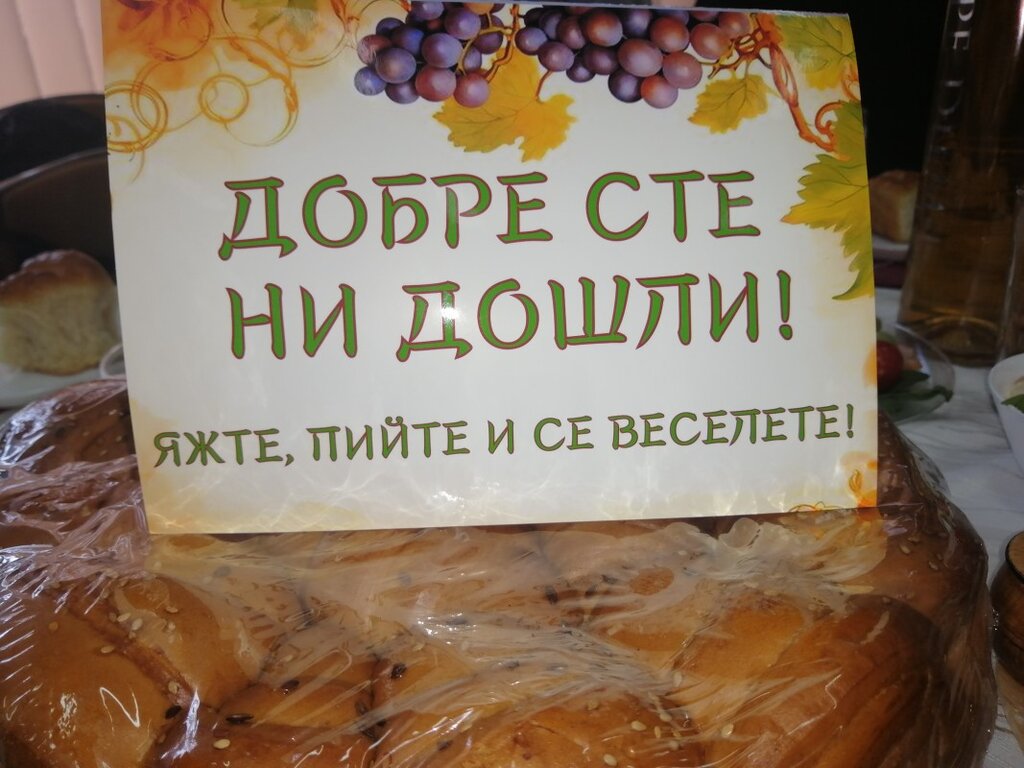 ДОБРЕ СТЕ
НИ ДОШЛИ!
ЯЖТЕ, ПИЙТЕ И СЕ ВЕСЕЛЕТЕ!